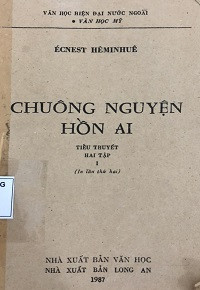 VĂN HỌC HIỆN ĐẠI NƯỚC NGOÀI
• VĂN HỌC MỸ
ÉCNEST HÊMINHUÊ
CHUÔNG NGUYỆN
HỒN AI
TIỂU THUYẾT
HAI TẬP
I
(In lần thứ hai)
NHÀ XUẤT BẢN VĂN HỌC
NHÀ XUẤT BẢN LONG AN
1987